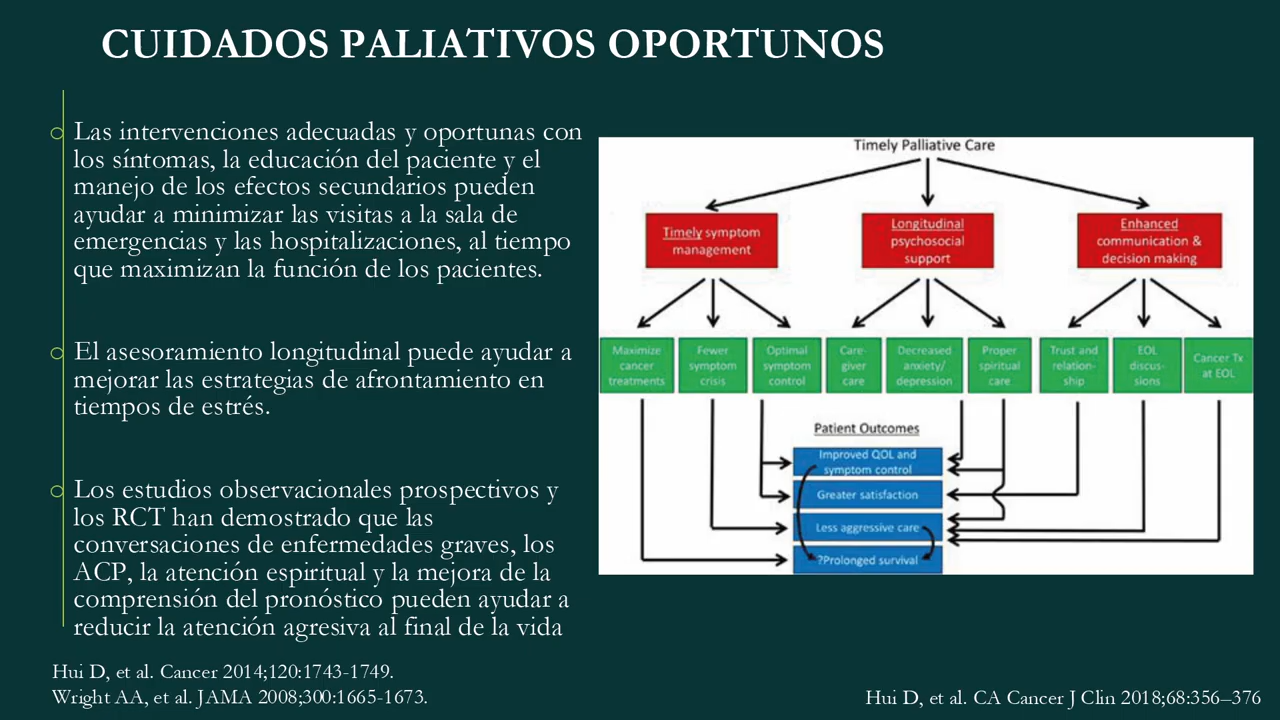 CUIDADOS PALIATIVOS OPORTUNOS
Las intervenciones adecuadas y oportunas con
los síntomas, la educación del paciente y el
manejo de los efectos secundarios pueden
ayudar a minimizar las visitas a la sala de
emergencias y las hospitalizaciones, al tiempo
que maximizan la función de los pacientes.
El asesoramiento longitudinal puede ayudar a
mejorar las estrategias de afrontamiento en
tiempos de estrés.
Los estudios observacionales prospectivos y
los RCT han demostrado que las
conversaciones de enfermedades graves, los
ACP, la atención espiritual y la mejora de la
comprensión del pronóstico pueden ayudar a
reducir la atención agresiva al final de la vida
Timely Palliative Care
Timely symptom
management
Longitudinal
psychosocial
support
Enhanced
communication &
decision making
Maximize
cancer
treatments
Fewer
symptom
crisis
Optimal
symptom
control
Care-
giver
care
Decreased
anxiety/
depression
Proper
spiritual
care
Trust and
relation-
ship
EOL
discus-
sions
Cancer Tx
at EOL
Patient Outcomes
Improved QOL and
symptom control
Greater satisfaction
Less aggressive care
?Prolonged survival
Hui D, et al. Cancer 2014;120:1743-1749.
Wright AA, et al. JAMA 2008;300:1665-1673.
Hui D, et al. CA Cancer J Clin 2018;68:356–376